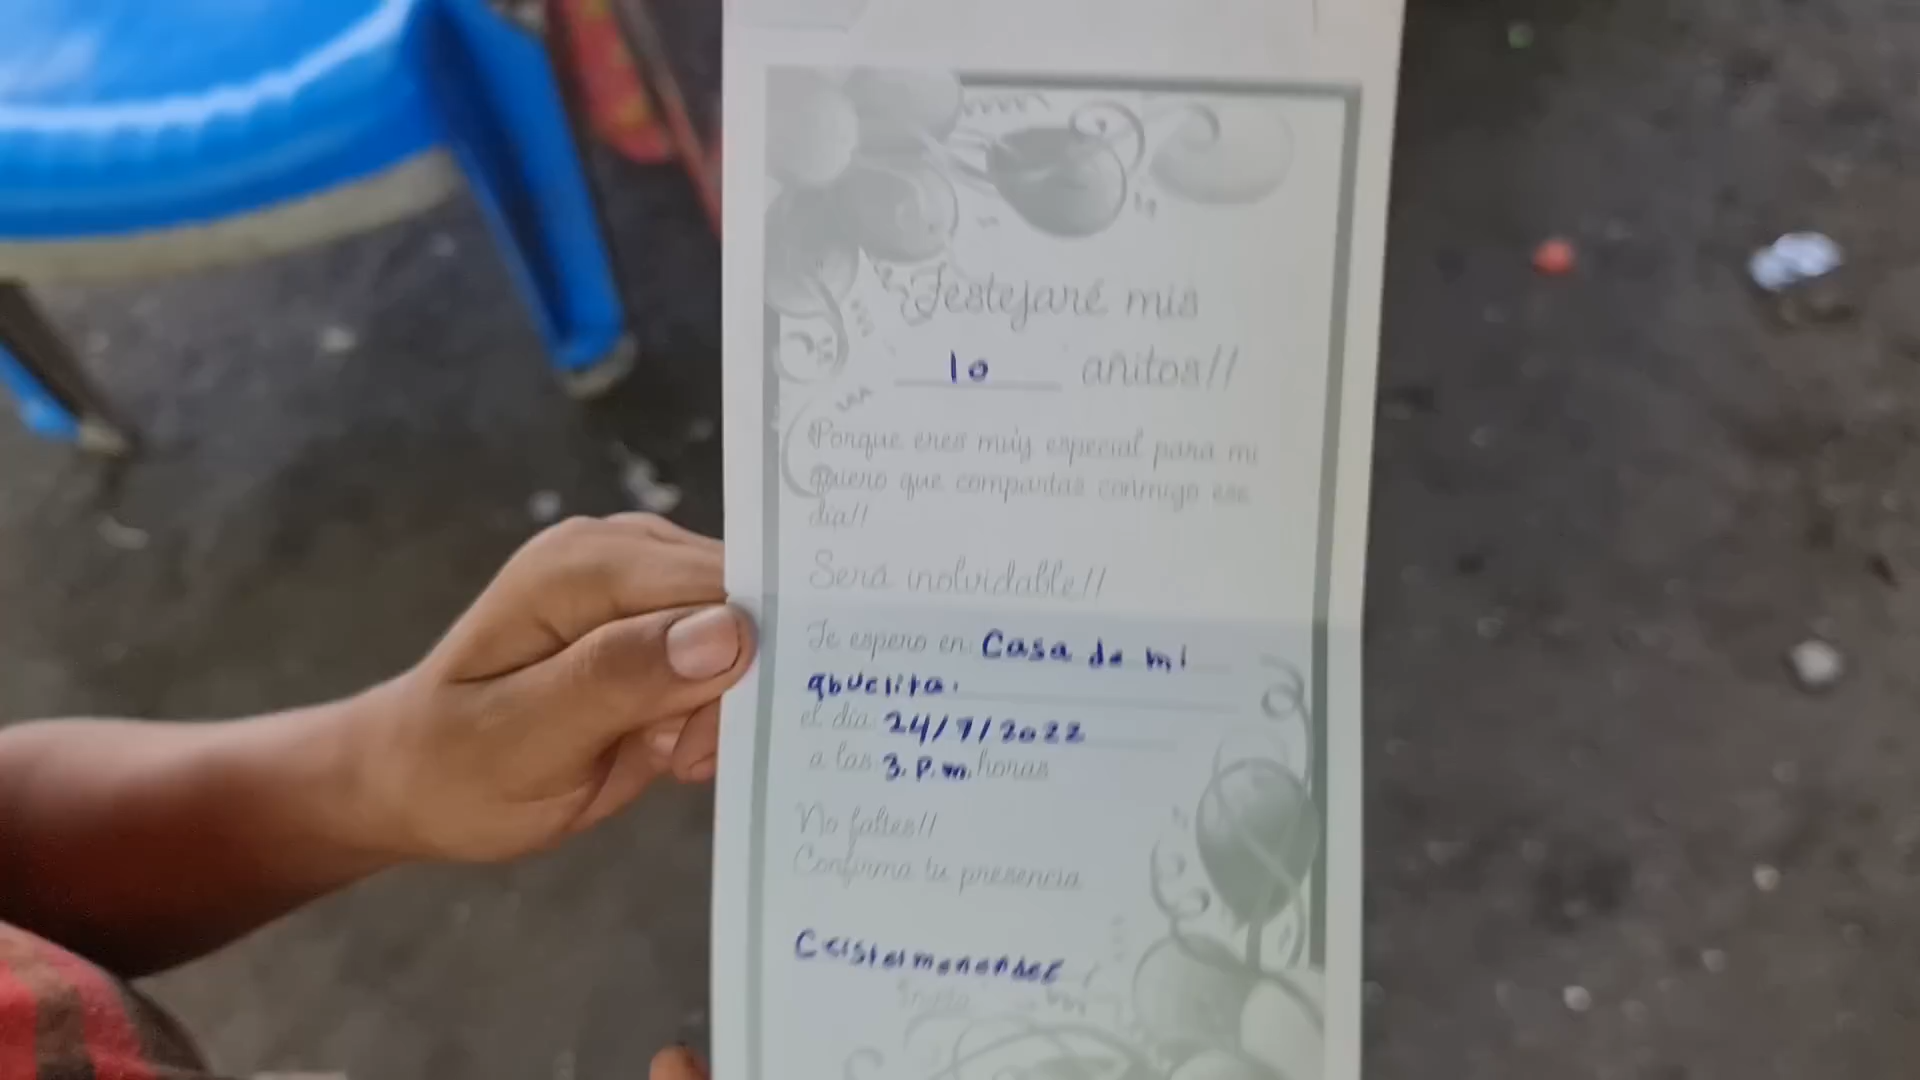 Festejaré mis
10 añitos!!
Porque eres muy especial para mi
quiero que compartas conmigo ese
día!!
Será inolvidable!!
Te espero en Casa de mi
abuelita.
el día 24/7/2022
a las 3. P.m. horas
No faltes!!
Confirma tu presencia